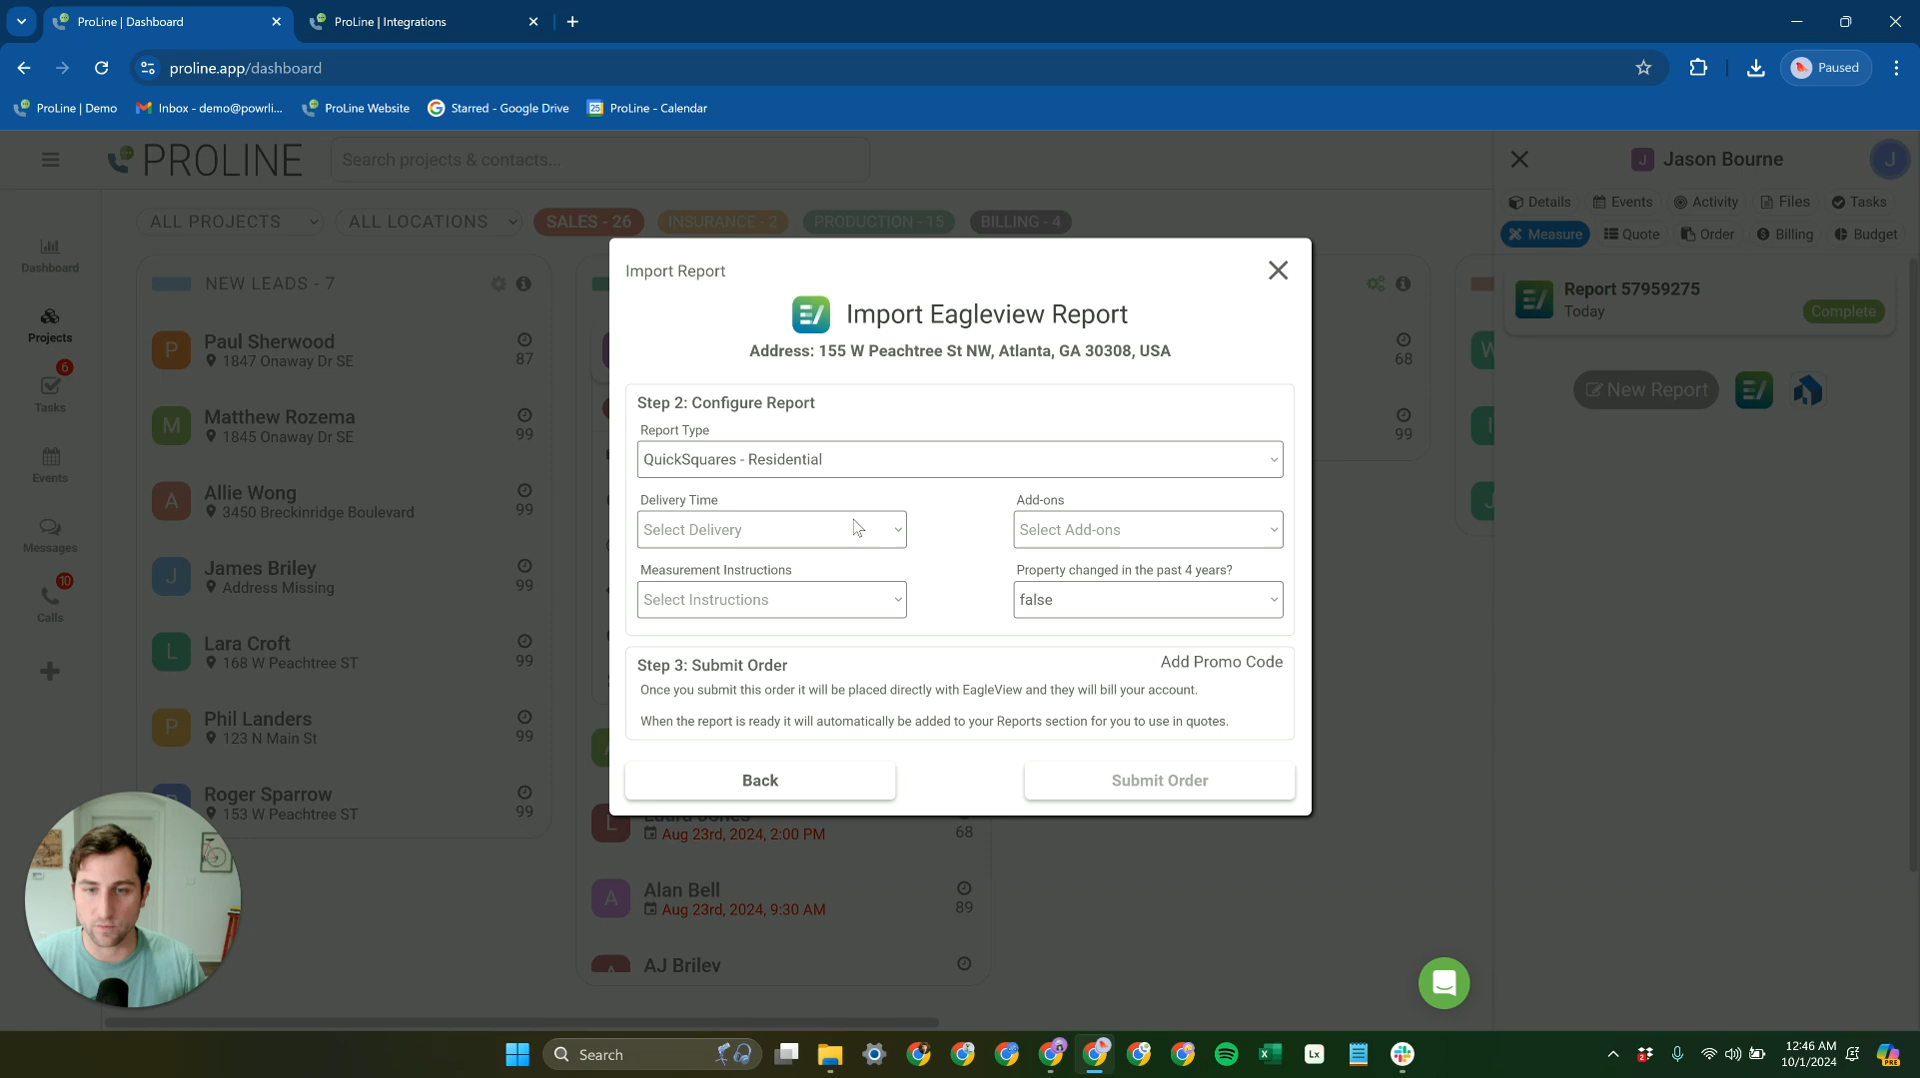 ProLine | Dashboard
ProLine | Integrations
proline.app/dashboard
Paused
ProLine | Demo
Inbox - demo@powrli...
ProLine Website
Starred - Google Drive
ProLine - Calendar
PROLINE
Search projects & contacts...
Jason Bourne
J
J
Details
Events
Activity
Files
Tasks
Measure
Quote
Order
Billing
Budget
ALL PROJECTS
ALL LOCATIONS
SALES - 26
INSURANCE - 2
PRODUCTION - 15
BILLING - 4
Dashboard
Projects
6
Tasks
Events
Messages
10
Calls
NEW LEADS - 7
P
Paul Sherwood
1847 Onaway Dr SE
87
M
Matthew Rozema
1845 Onaway Dr SE
99
A
Allie Wong
3450 Breckinridge Boulevard
99
J
James Briley
Address Missing
99
L
Lara Croft
168 W Peachtree ST
99
P
Phil Landers
123 N Main St
99
Roger Sparrow
153 W Peachtree ST
99
Import Report
Import Eagleview Report
Address: 155 W Peachtree St NW, Atlanta, GA 30308, USA
Step 2: Configure Report
Report Type
QuickSquares - Residential
Delivery Time
Add-ons
Select Delivery
Select Add-ons
Measurement Instructions
Property changed in the past 4 years?
Select Instructions
false
Step 3: Submit Order
Add Promo Code
Once you submit this order it will be placed directly with EagleView and they will bill your account.
When the report is ready it will automatically be added to your Reports section for you to use in quotes.
Back
Submit Order
L
Aug 23rd, 2024, 2:00 PM
68
A
Alan Bell
Aug 23rd, 2024, 9:30 AM
89
AJ Briley
68
99
Report 57959275
Today
Complete
New Report
Search
12:46 AM
10/1/2024